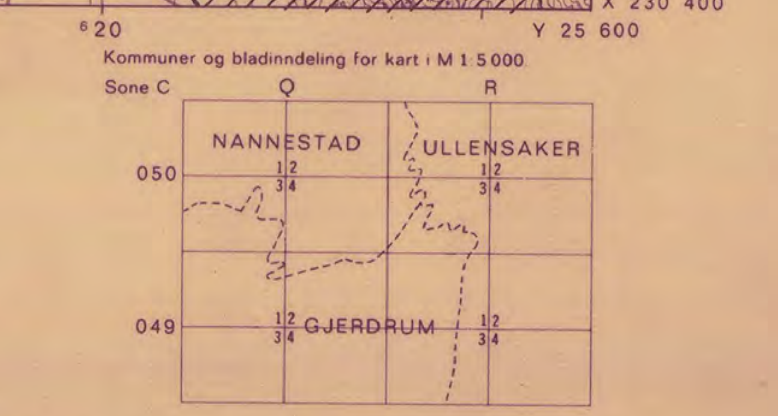 X 230 400
⁶20 Y 25 600
Kommuner og bladinndeling for kart i M 1:5000
Sone C Q R
NANNESTAD ULLENSAKER
050 1 2 1 2
3 4 3 4
049 1 2 GJERDRUM 1 2
3 4 3 4